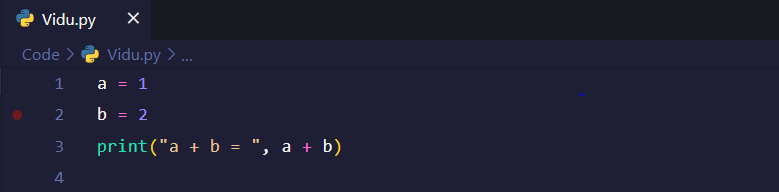 Vidu.py ×
Code > Vidu.py > ...
1 a = 1
2 b = 2
3 print("a + b = ", a + b)
4